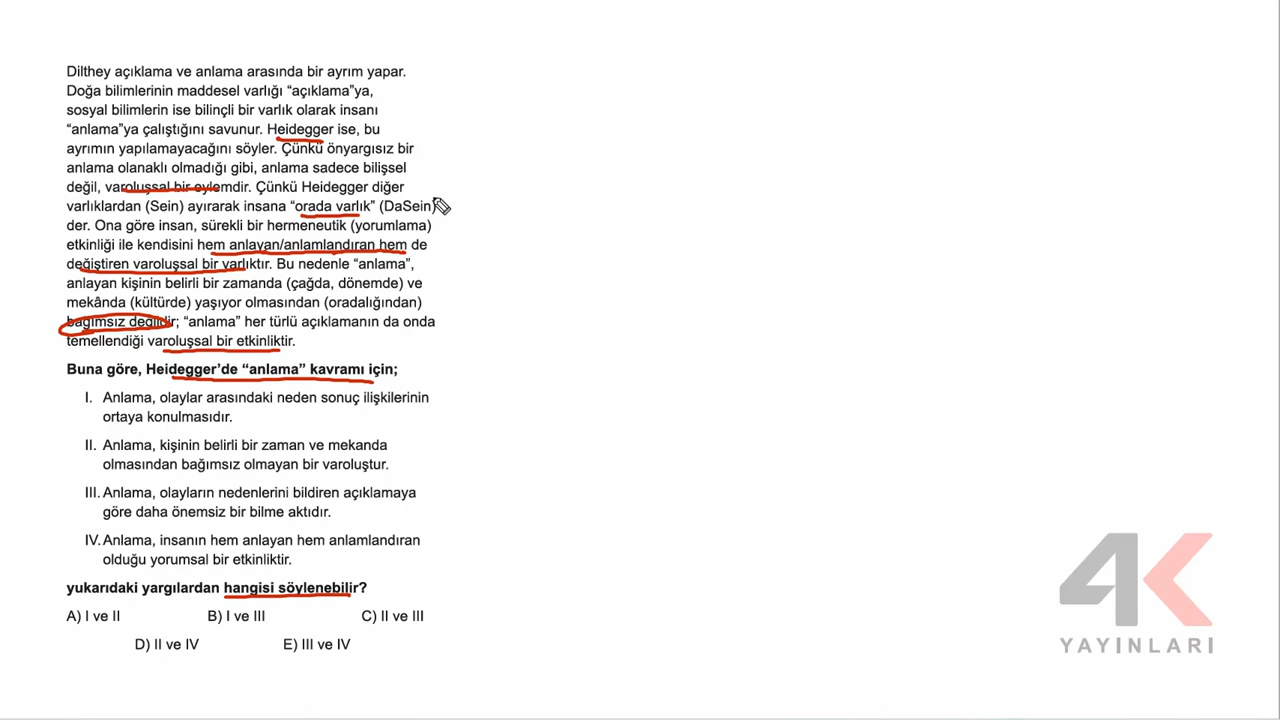 Dilthey açıklama ve anlama arasında bir ayrım yapar.
Doğa bilimlerinin maddesel varlığı “açıklama”ya,
sosyal bilimlerin ise bilinçli bir varlık olarak insanı
“anlama”ya çalıştığını savunur. Heidegger ise, bu
ayrımın yapılamayacağını söyler. Çünkü önyargısız bir
anlama olanaklı olmadığı gibi, anlama sadece bilişsel
değil, varoluşsal bir eylemdir. Çünkü Heidegger diğer
varlıklardan (Sein) ayırarak insana “orada varlık” (DaSein)
der. Ona göre insan, sürekli bir hermeneutik (yorumlama)
etkinliği ile kendisini hem anlayan/anlamlandıran hem de
değiştiren varoluşsal bir varlıktır. Bu nedenle “anlama”,
anlayan kişinin belirli bir zamanda (çağda, dönemde) ve
mekânda (kültürde) yaşıyor olmasından (oradalığından)
bağımsız değildir; “anlama” her türlü açıklamanın da onda
temellendiği varoluşsal bir etkinliktir.
Buna göre, Heidegger’de “anlama” kavramı için;
I. Anlama, olaylar arasındaki neden sonuç ilişkilerinin
ortaya konulmasıdır.
II. Anlama, kişinin belirli bir zaman ve mekanda
olmasından bağımsız olmayan bir varoluştur.
III. Anlama, olayların nedenlerini bildiren açıklamaya
göre daha önemsiz bir bilme aktıdır.
IV. Anlama, insanın hem anlayan hem anlamlandıran
olduğu yorumsal bir etkinliktir.
yukarıdaki yargılardan hangisi söylenebilir?
A) I ve II B) I ve III C) II ve III
D) II ve IV E) III ve IV
4K
YAYINLARI